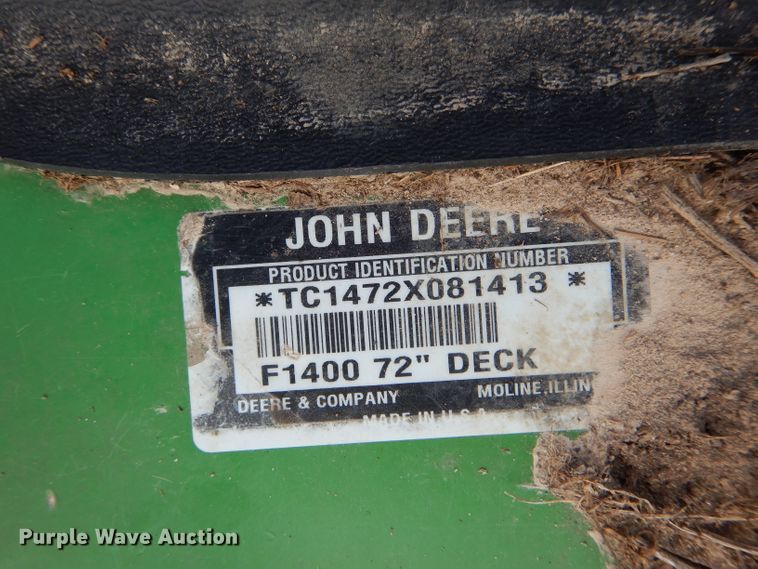 JOHN DEERE
PRODUCT IDENTIFICATION NUMBER
*TC1472X081413 *
F1400 72" DECK
DEERE & COMPANY MOLINE, ILLIN
MADE IN U.S.A
Purple Wave Auction